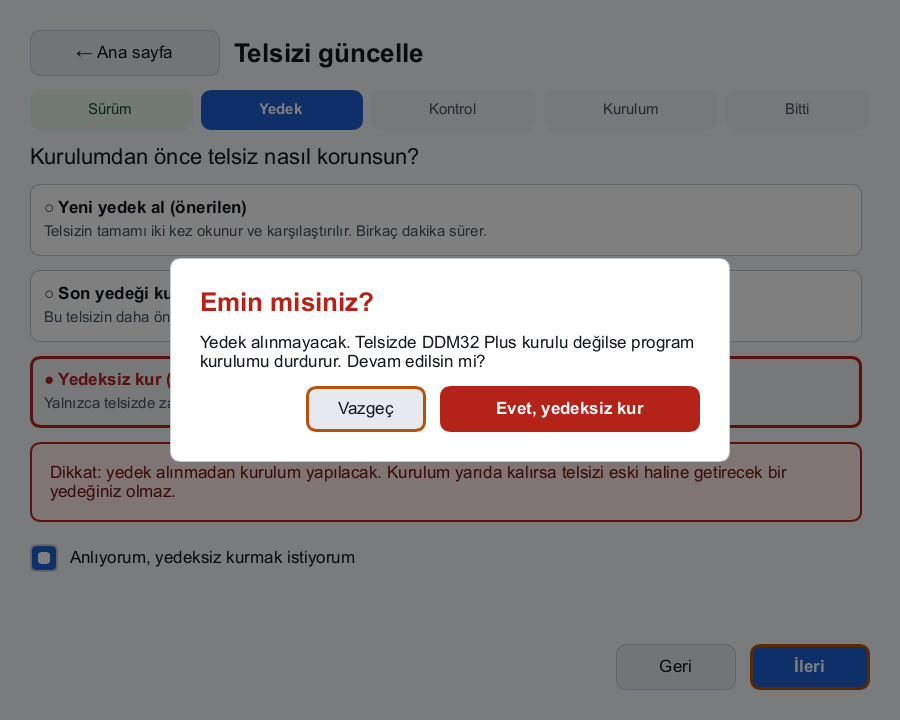 ← Ana sayfa
Telsizi güncelle
Sürüm
Yedek
Kontrol
Kurulum
Bitti
Kurulumdan önce telsiz nasıl korunsun?
○ Yeni yedek al (önerilen)
Telsizin tamamı iki kez okunur ve karşılaştırılır. Birkaç dakika sürer.
○ Son yedeği
Bu telsizin daha
● Yedeksiz kur (
Yalnızca telsizde
Emin misiniz?
Yedek alınmayacak. Telsizde DDM32 Plus kurulu değilse program
kurulumu durdurur. Devam edilsin mi?
Vazgeç
Evet, yedeksiz kur
Dikkat: yedek alınmadan kurulum yapılacak. Kurulum yarıda kalırsa telsizi eski haline getirecek bir
yedeğiniz olmaz.
Anlıyorum, yedeksiz kurmak istiyorum
Geri
İleri